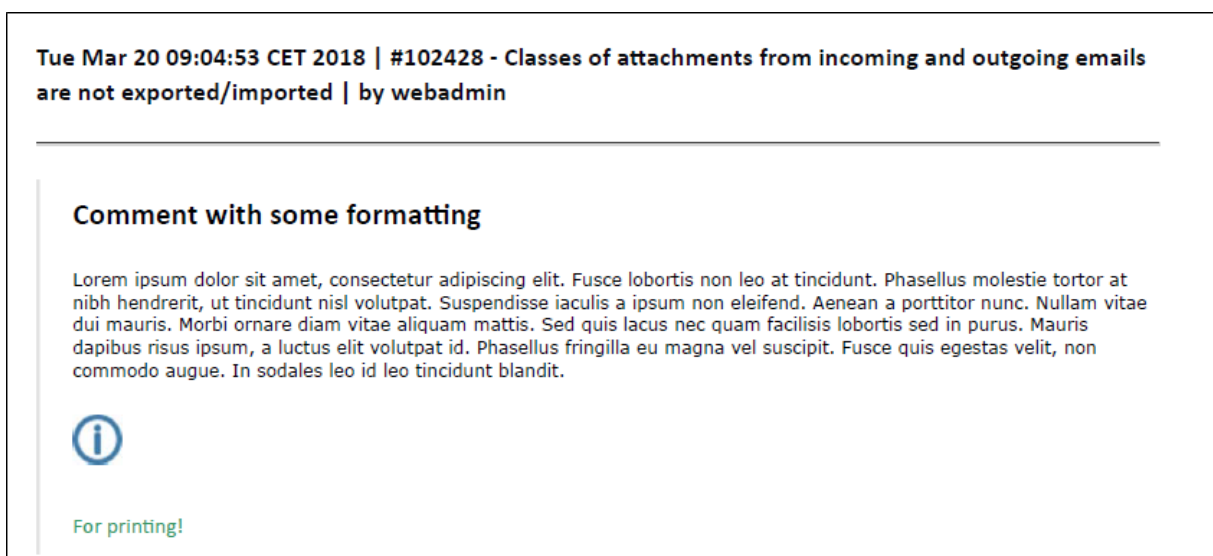 Tue Mar 20 09:04:53 CET 2018 | #102428 - Classes of attachments from incoming and outgoing emails
are not exported/imported | by webadmin
Comment with some formatting
Lorem ipsum dolor sit amet, consectetur adipiscing elit. Fusce lobortis non leo at tincidunt. Phasellus molestie tortor at
nibh hendrerit, ut tincidunt nisl volutpat. Suspendisse iaculis a ipsum non eleifend. Aenean a porttitor nunc. Nullam vitae
dui mauris. Morbi ornare diam vitae aliquam mattis. Sed quis lacus nec quam facilisis lobortis sed in purus. Mauris
dapibus risus ipsum, a luctus elit volutpat id. Phasellus fringilla eu magna vel suscipit. Fusce quis egestas velit, non
commodo augue. In sodales leo id leo tincidunt blandit.
For printing!